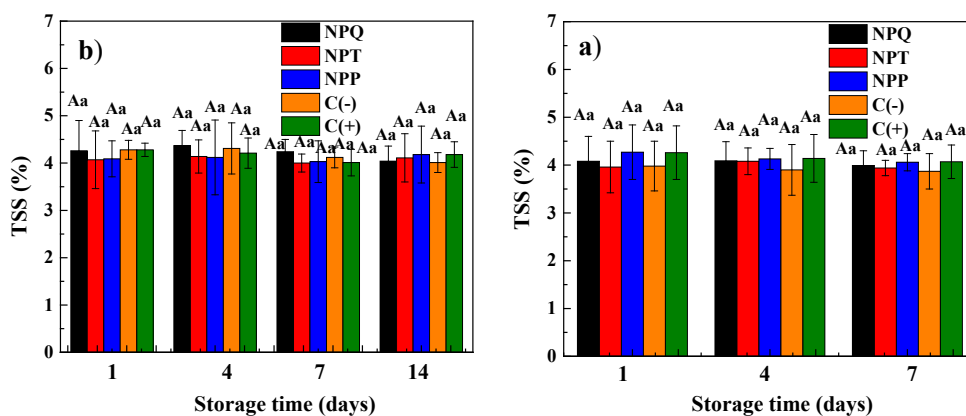 b)
NPQ
NPT
NPP
C(-)
C(+)
TSS (%)
7
6
5
4
3
2
1
0
Aa Aa Aa Aa Aa
Aa Aa Aa Aa Aa
Aa Aa Aa Aa Aa
Aa Aa Aa Aa Aa
1 4 7 14
Storage time (days)
a)
NPQ
NPT
NPP
C(-)
C(+)
TSS (%)
7
6
5
4
3
2
1
0
Aa Aa Aa Aa Aa
Aa Aa Aa Aa Aa
Aa Aa Aa Aa Aa
1 4 7
Storage time (days)